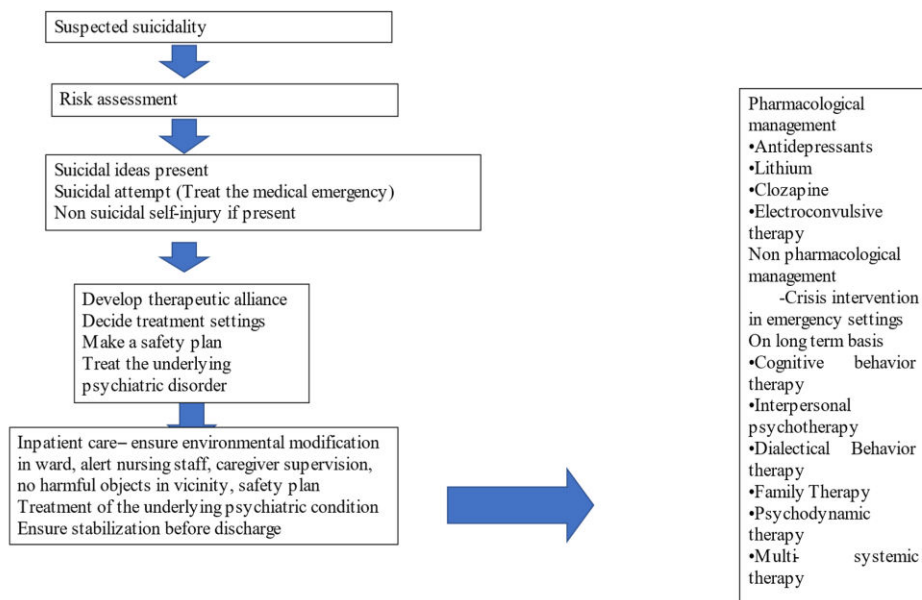 Suspected suicidality
Risk assessment
Suicidal ideas present
Suicidal attempt (Treat the medical emergency)
Non suicidal self-injury if present
Develop therapeutic alliance
Decide treatment settings
Make a safety plan
Treat the underlying
psychiatric disorder
Inpatient care– ensure environmental modification
in ward, alert nursing staff, caregiver supervision,
no harmful objects in vicinity, safety plan
Treatment of the underlying psychiatric condition
Ensure stabilization before discharge
Pharmacological
management
•Antidepressants
•Lithium
•Clozapine
•Electroconvulsive
therapy
Non pharmacological
management
-Crisis intervention
in emergency settings
On long term basis
•Cognitive behavior
therapy
•Interpersonal
psychotherapy
•Dialectical Behavior
therapy
•Family Therapy
•Psychodynamic
therapy
•Multi- systemic
therapy